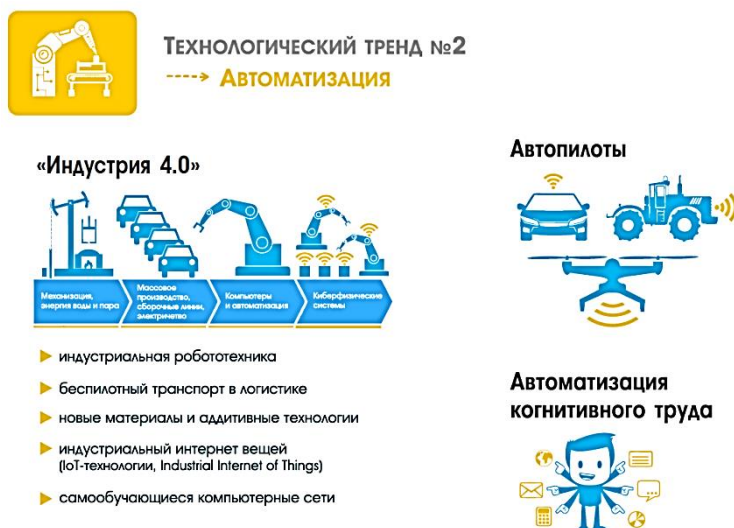 Технологический тренд №2
Автоматизация
«Индустрия 4.0»
Механизация,
энергия воды и пара
Массовое
производство,
сборочные линии,
электричетво
Компьютеры
и автоматизация
Киберфизические
системы
индустриальная робототехника
беспилотный транспорт в логистике
новые материалы и аддитивные технологии
индустриальный интернет вещей
(IoT-технологии, Industrial Internet of Things)
самообучающиеся компьютерные сети
Автопилоты
Автоматизация
когнитивного труда